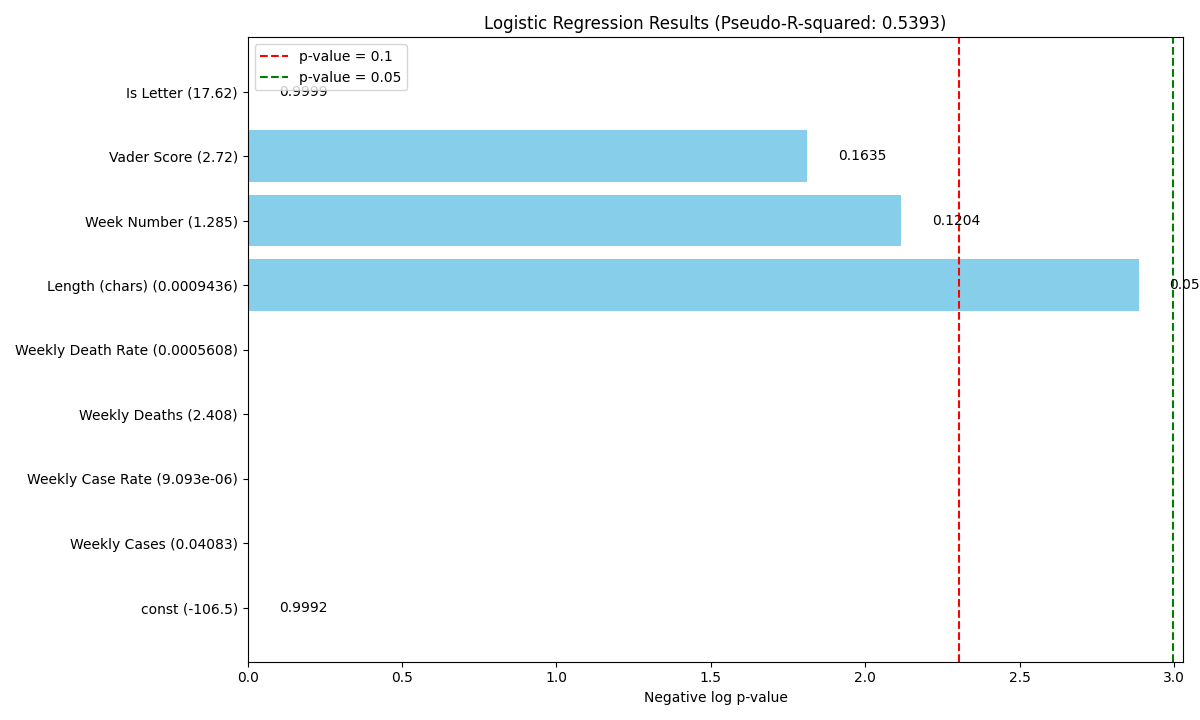 Logistic Regression Results (Pseudo-R-squared: 0.5393)
p-value = 0.1
p-value = 0.05
Is Letter (17.62)
0.9999
Vader Score (2.72)
0.1635
Week Number (1.285)
0.1204
Length (chars) (0.0009436)
0.05
Weekly Death Rate (0.0005608)
Weekly Deaths (2.408)
Weekly Case Rate (9.093e-06)
Weekly Cases (0.04083)
const (-106.5)
0.9992
0.0 0.5 1.0 1.5 2.0 2.5 3.0
Negative log p-value